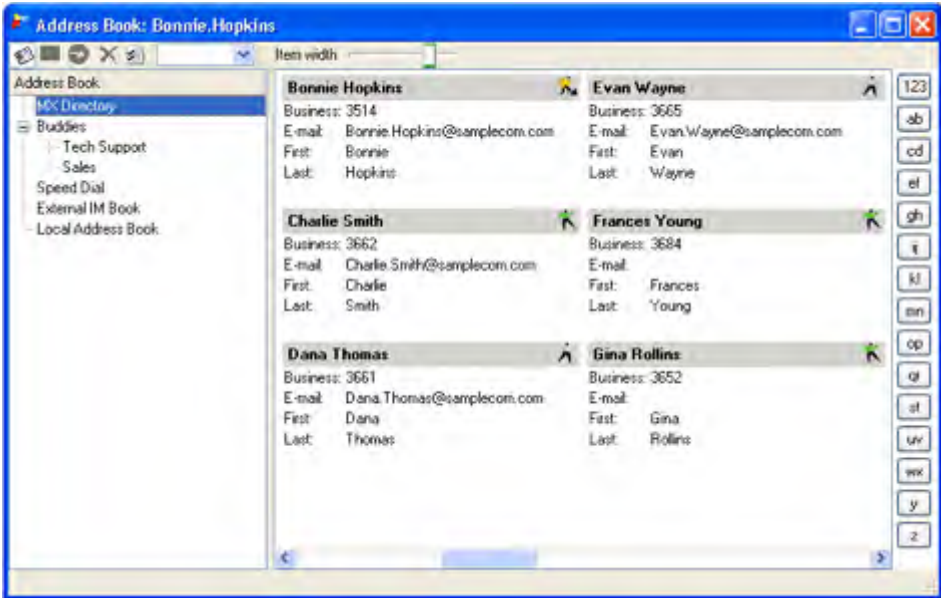 Address Book: Bonnie.Hopkins
Item width
Address Book
MX Directory
Buddies
Tech Support
Sales
Speed Dial
External IM Book
Local Address Book
Bonnie Hopkins
Business: 3514
E-mail: Bonnie.Hopkins@samplecom.com
First: Bonnie
Last: Hopkins
Evan Wayne
Business: 3665
E-mail: Evan.Wayne@samplecom.com
First: Evan
Last: Wayne
Charlie Smith
Business: 3662
E-mail: Charlie.Smith@samplecom.com
First: Charlie
Last: Smith
Frances Young
Business: 3684
E-mail:
First: Frances
Last: Young
Dana Thomas
Business: 3661
E-mail: Dana.Thomas@samplecom.com
First: Dana
Last: Thomas
Gina Rollins
Business: 3652
E-mail:
First: Gina
Last: Rollins
123
ab
cd
ef
gh
ij
kl
mn
op
qr
st
uv
wx
y
z